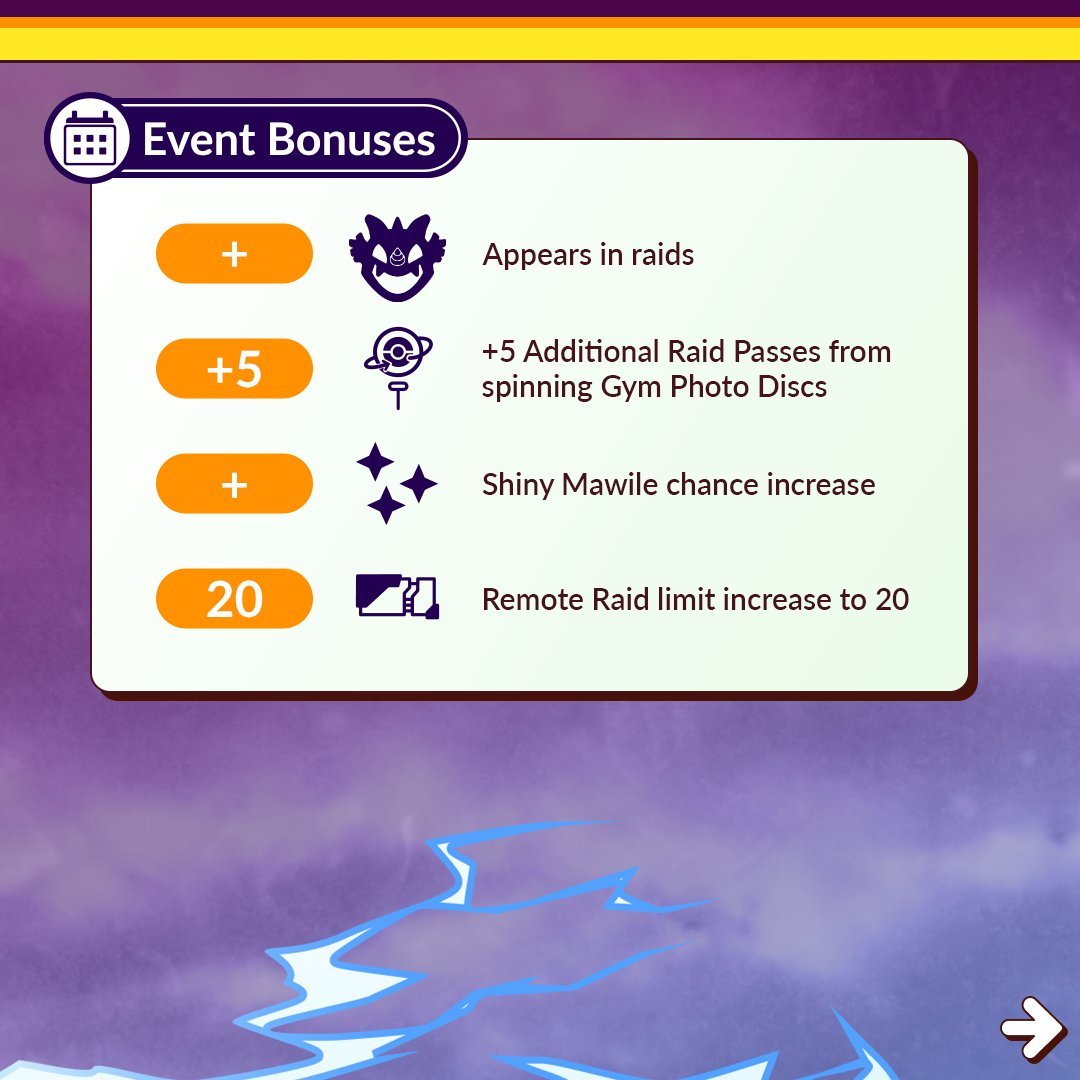 Event Bonuses
+
Appears in raids
+5
+5 Additional Raid Passes from
spinning Gym Photo Discs
+
Shiny Mawile chance increase
20
Remote Raid limit increase to 20